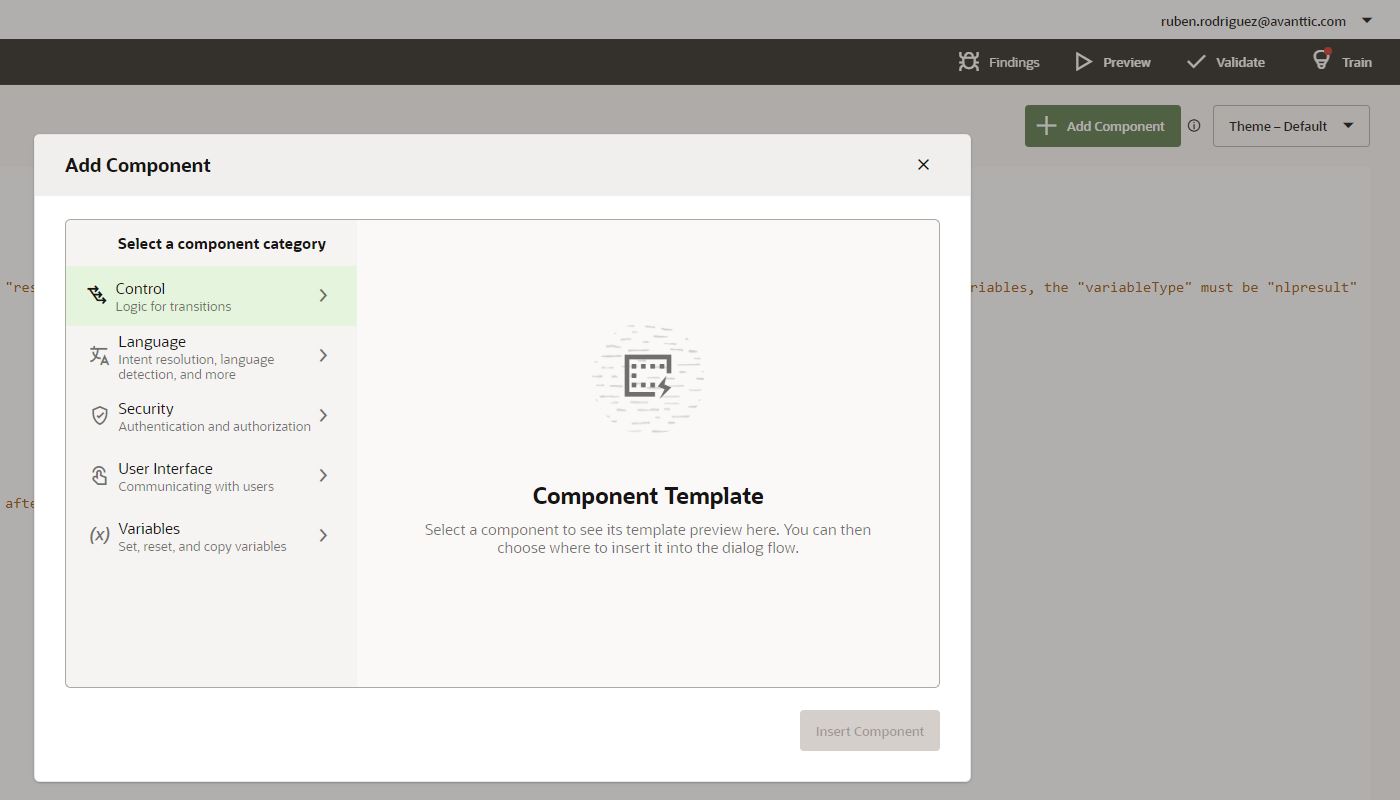 ruben.rodriguez@avanttic.com
Findings
Preview
Validate
Train
Add Component
Theme – Default
Add Component
Select a component category
Control
Logic for transitions
Language
Intent resolution, language
detection, and more
Security
Authentication and authorization
User Interface
Communicating with users
(x) Variables
Set, reset, and copy variables
Component Template
Select a component to see its template preview here. You can then
choose where to insert it into the dialog flow.
Insert Component
"res
riables, the "variableType" must be "nlpresult"
afte